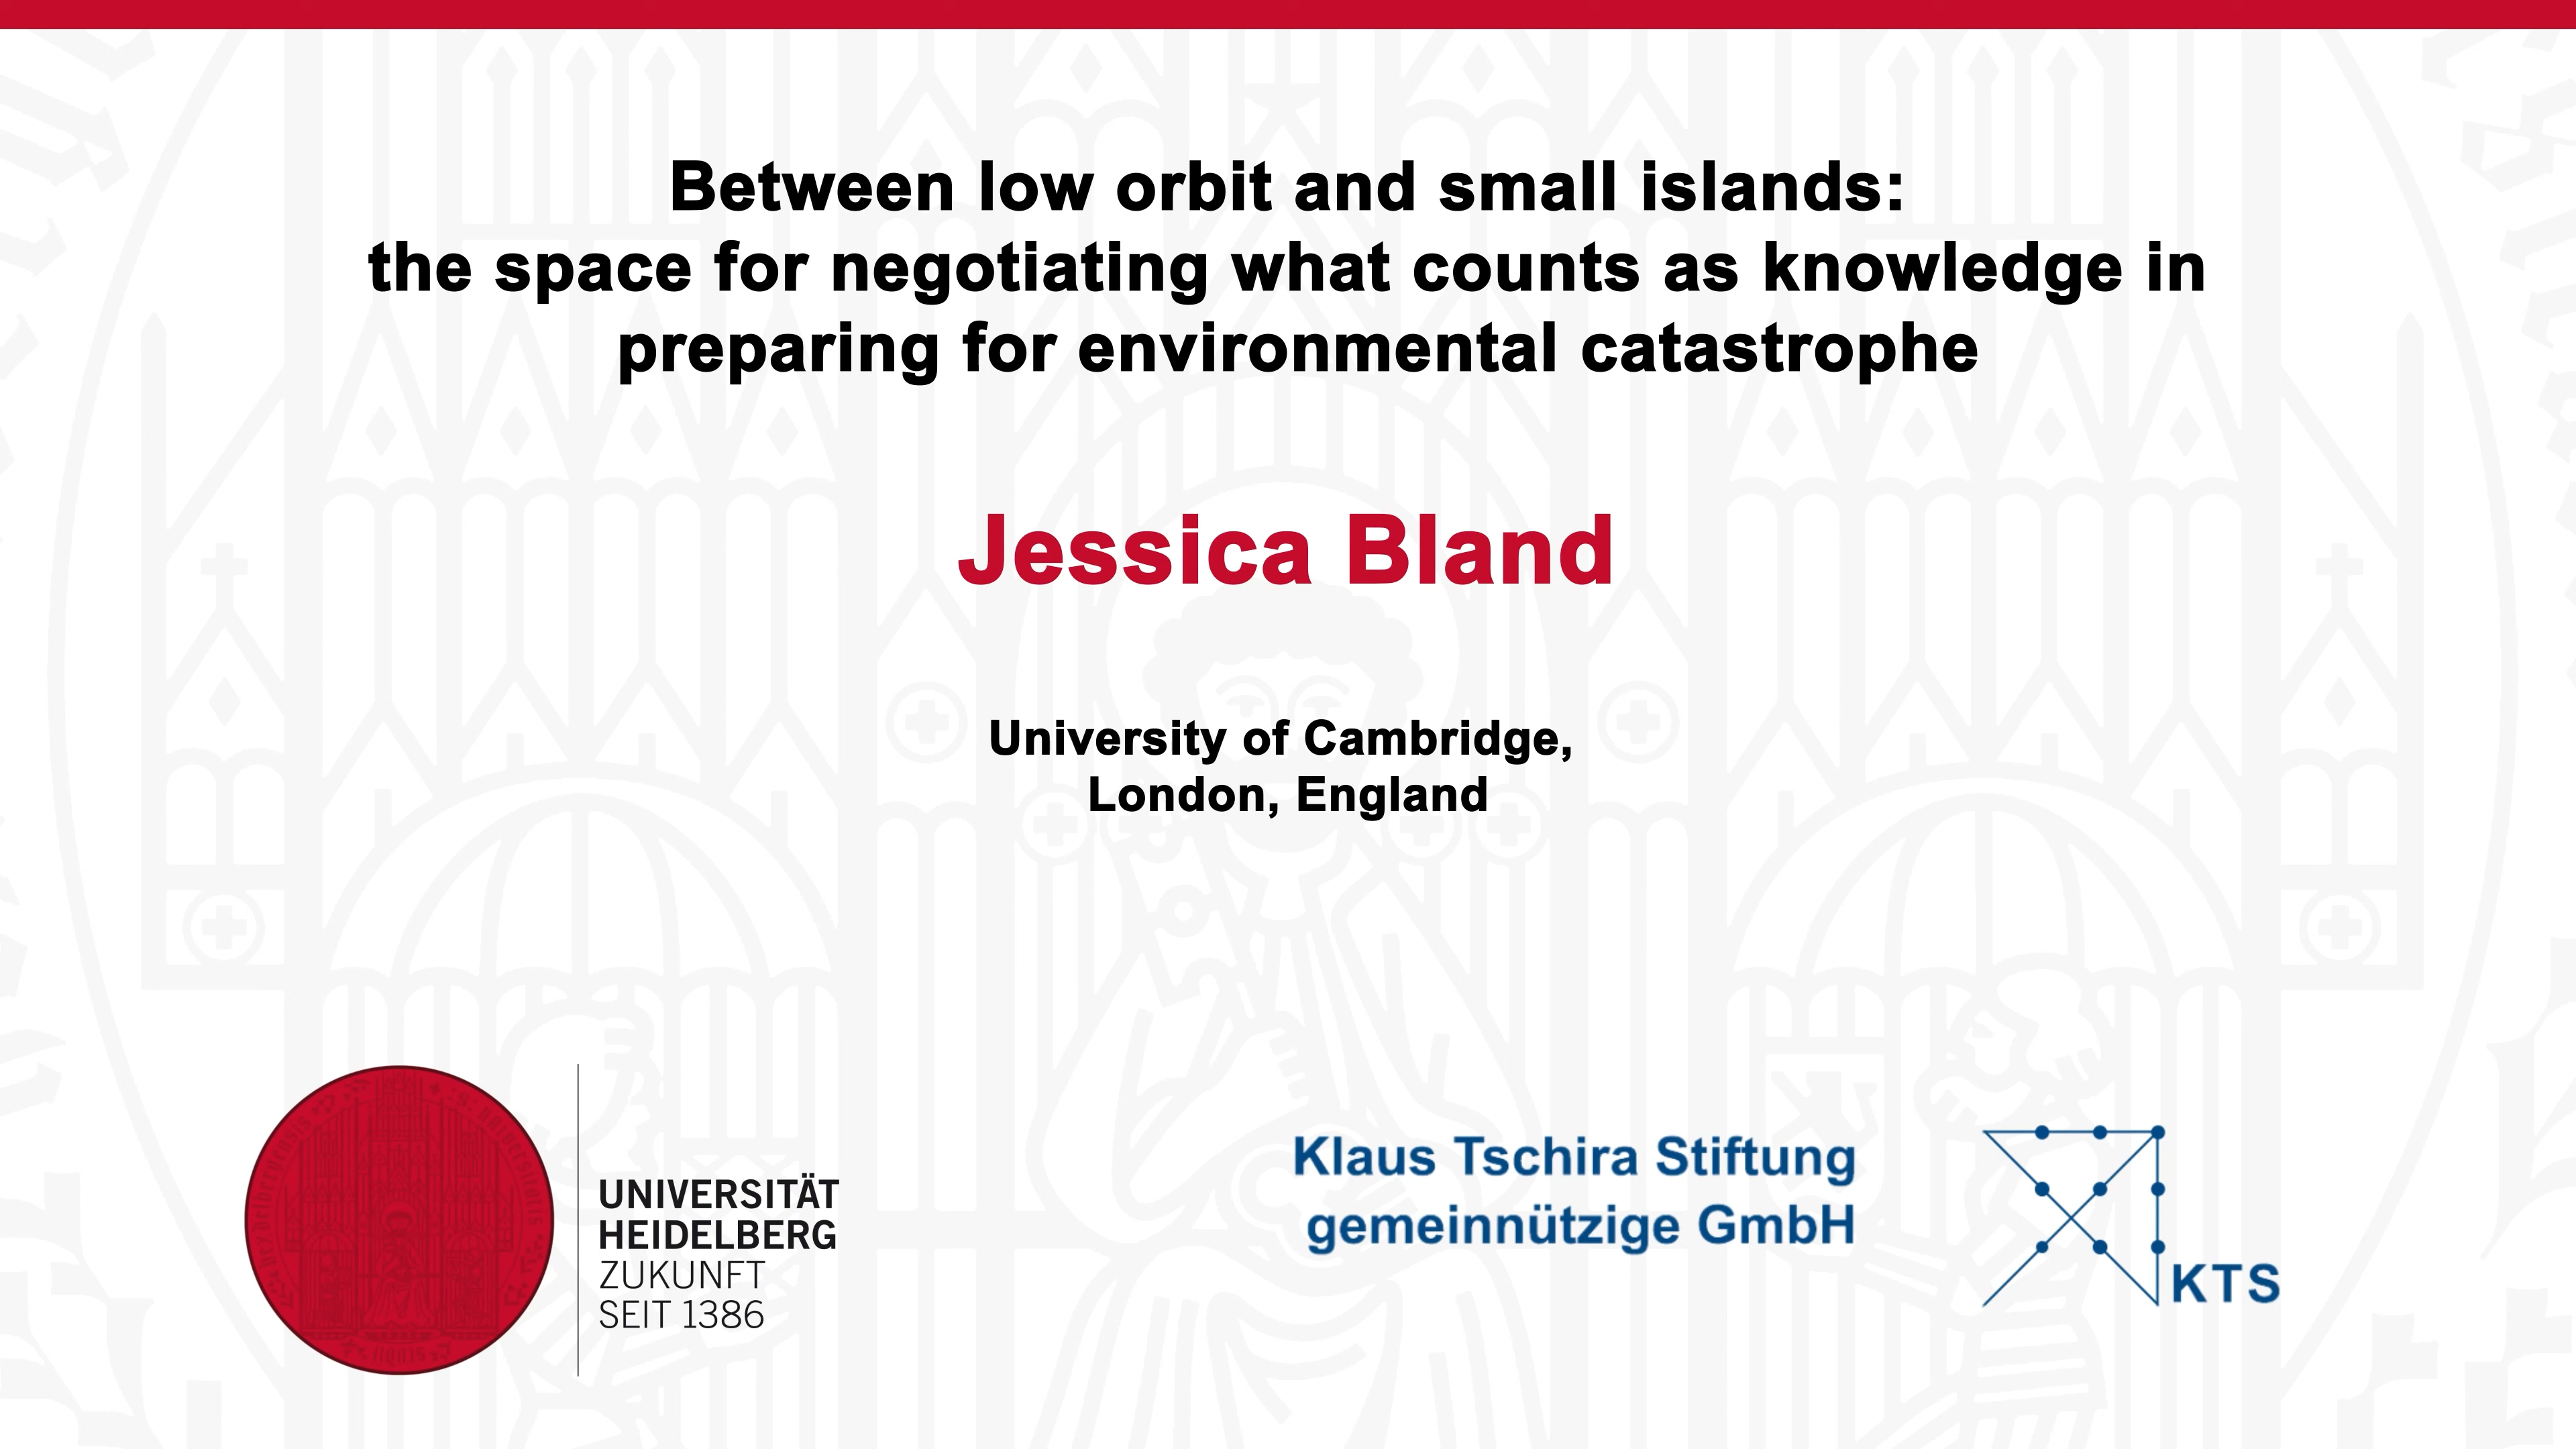 Between low orbit and small islands:
the space for negotiating what counts as knowledge in
preparing for environmental catastrophe
Jessica Bland
University of Cambridge,
London, England
UNIVERSITÄT
HEIDELBERG
ZUKUNFT
SEIT 1386
Klaus Tschira Stiftung
gemeinnützige GmbH
KTS